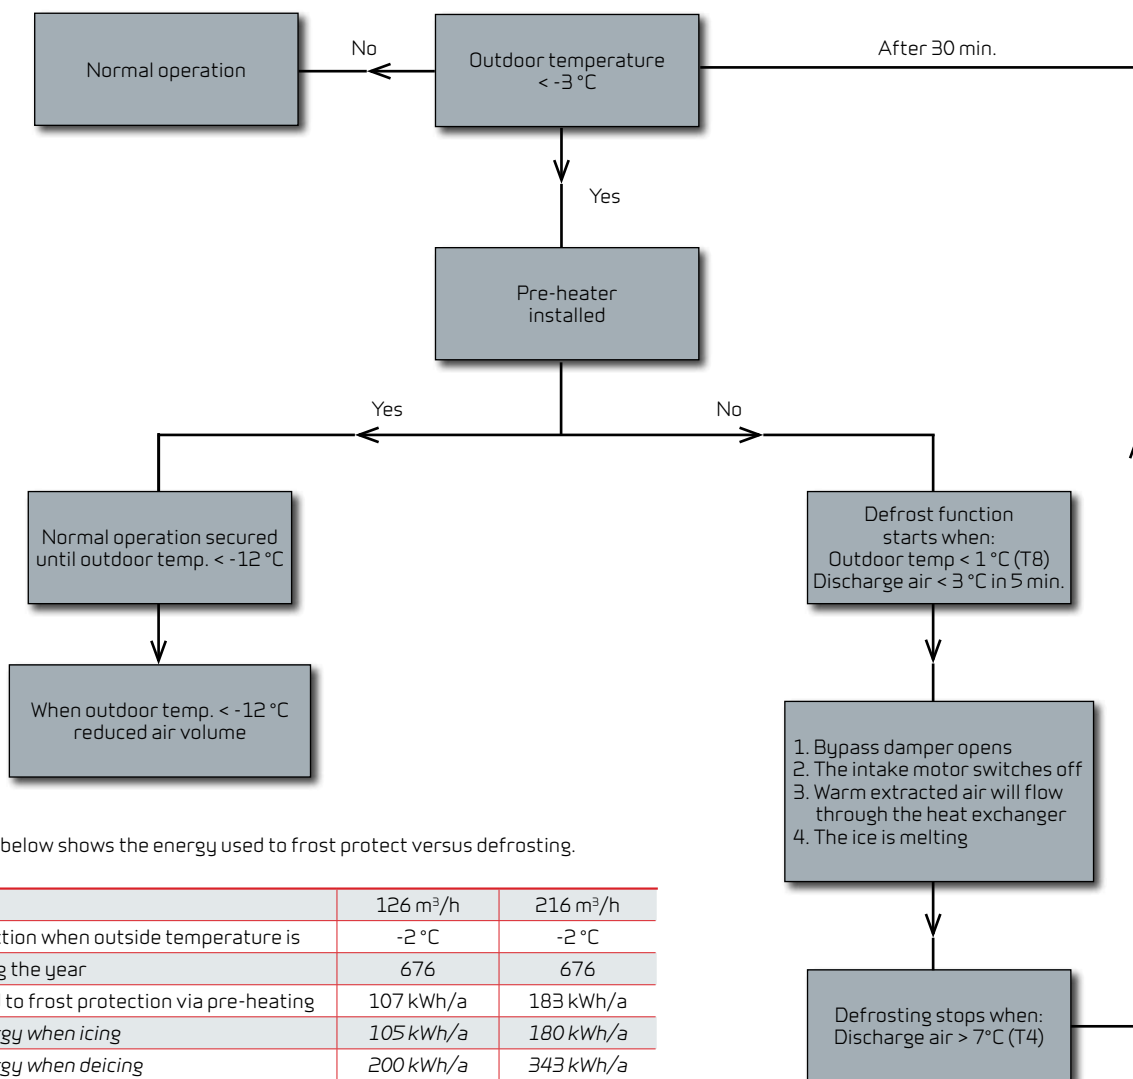 Normal operation
No
Outdoor temperature
< -3 °C
After 30 min.
Yes
Pre-heater
installed
Yes
No
Normal operation secured
until outdoor temp. < -12 °C
When outdoor temp. < -12 °C
reduced air volume
Defrost function
starts when:
Outdoor temp < 1 °C (T8)
Discharge air < 3 °C in 5 min.
1. Bypass damper opens
2. The intake motor switches off
3. Warm extracted air will flow
through the heat exchanger
4. The ice is melting
Defrosting stops when:
Discharge air > 7°C (T4)
below shows the energy used to frost protect versus defrosting.
126 m³/h 216 m³/h
when outside temperature is -2 °C -2 °C
the year 676 676
to frost protection via pre-heating 107 kWh/a 183 kWh/a
when icing 105 kWh/a 180 kWh/a
when deicing 200 kWh/a 343 kWh/a